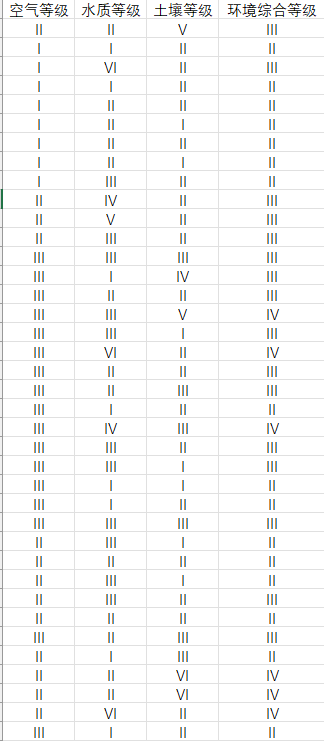 空气等级 水质等级 土壤等级 环境综合等级
II II V III
I I II II
I VI II III
I I II II
I II II II
I II I II
I II II II
I II I II
I III II II
II IV II III
II V II III
II III II III
III III III III
III I IV III
III II II III
III III V IV
III III I III
III VI II IV
III II II III
III II III III
III I II II
III IV III IV
III III II III
III III I III
III I I II
III I II II
III III III III
II III I II
II II II II
II III I II
II III II III
II II II II
III II III III
II I III II
II II VI IV
II II VI IV
II VI II IV
III I II II